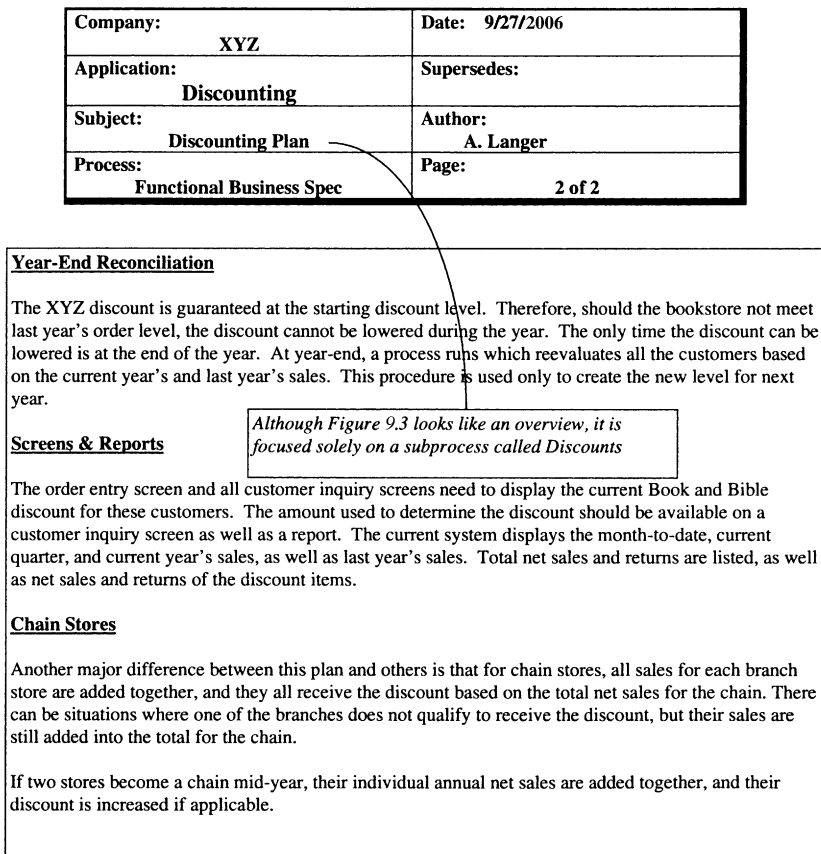 Company:
XYZ
Date: 9/27/2006
Application:
Discounting
Supersedes:
Subject:
Discounting Plan
Author:
A. Langer
Process:
Functional Business Spec
Page:
2 of 2
Year-End Reconciliation
The XYZ discount is guaranteed at the starting discount level. Therefore, should the bookstore not meet
last year's order level, the discount cannot be lowered during the year. The only time the discount can be
lowered is at the end of the year. At year-end, a process runs which reevaluates all the customers based
on the current year's and last year's sales. This procedure is used only to create the new level for next
year.
Although Figure 9.3 looks like an overview, it is
focused solely on a subprocess called Discounts
Screens & Reports
The order entry screen and all customer inquiry screens need to display the current Book and Bible
discount for these customers. The amount used to determine the discount should be available on a
customer inquiry screen as well as a report. The current system displays the month-to-date, current
quarter, and current year's sales, as well as last year's sales. Total net sales and returns are listed, as well
as net sales and returns of the discount items.
Chain Stores
Another major difference between this plan and others is that for chain stores, all sales for each branch
store are added together, and they all receive the discount based on the total net sales for the chain. There
can be situations where one of the branches does not qualify to receive the discount, but their sales are
still added into the total for the chain.
If two stores become a chain mid-year, their individual annual net sales are added together, and their
discount is increased if applicable.